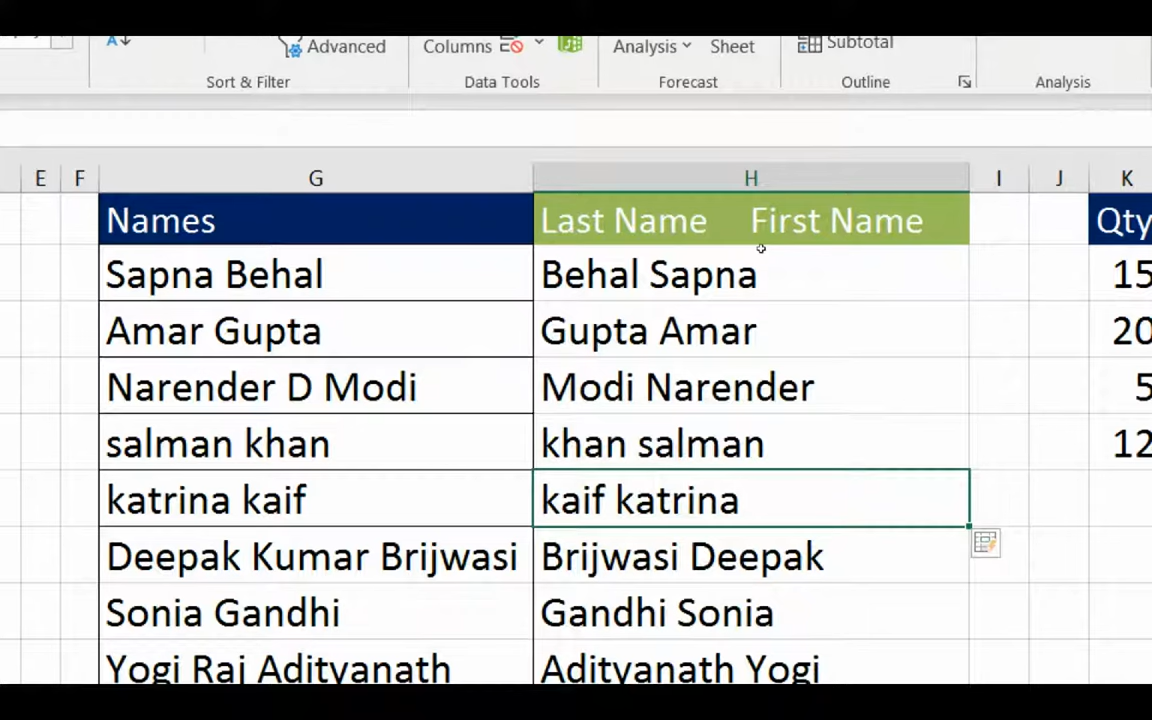 Advanced
Columns
Analysis
Sheet
Subtotal
Sort & Filter
Data Tools
Forecast
Outline
Analysis
E F G H I J K
Names Last Name First Name Qty
Sapna Behal Behal Sapna 15
Amar Gupta Gupta Amar 20
Narender D Modi Modi Narender 5
salman khan khan salman 12
katrina kaif kaif katrina
Deepak Kumar Brijwasi Brijwasi Deepak
Sonia Gandhi Gandhi Sonia
Yogi Raj Adityanath Adityanath Yogi